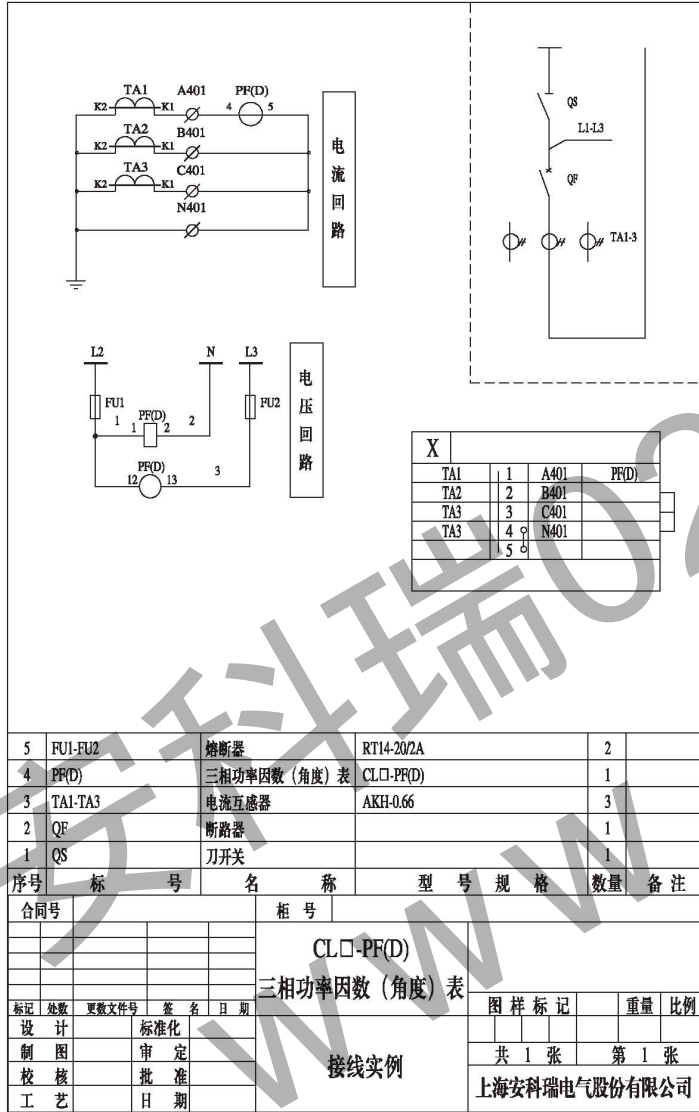 TA1 A401 PF(D)
K2 K1 4 5
TA2 B401
K2 K1
TA3 C401
K2 K1
N401
电流回路
QS
L1-L3
QF
TA1-3
L2 N L3
FU1 FU2
1 PF(D) 2
1 2
PF(D) 3
12 13
电压回路
X
TA1 1 A401 PF(D)
TA2 2 B401
TA3 3 C401
TA3 4 N401
5
5 FU1-FU2 熔断器 RT14-20/2A 2
4 PF(D) 三相功率因数（角度）表 CL□-PF(D) 1
3 TA1-TA3 电流互感器 AKH-0.66 3
2 QF 断路器 1
1 QS 刀开关 1
序号 标号 名称 型号规格 数量 备注
合同号 柜号
CL□-PF(D)
三相功率因数（角度）表
接线实例
标记 处数 更数文件号 签名 日期
设计 标准化
制图 审定
校核 批准
工艺 日期
图样标记 重量 比例
共 1 张 第 1 张
上海安科瑞电气股份有限公司
安科瑞02
www